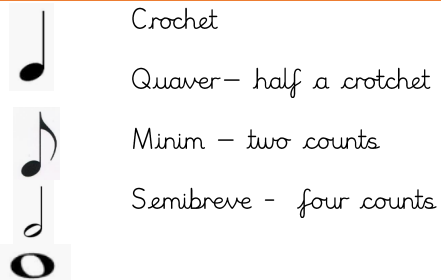 Crochet
Quaver– half a crotchet
Minim – two counts
Semibreve - four counts